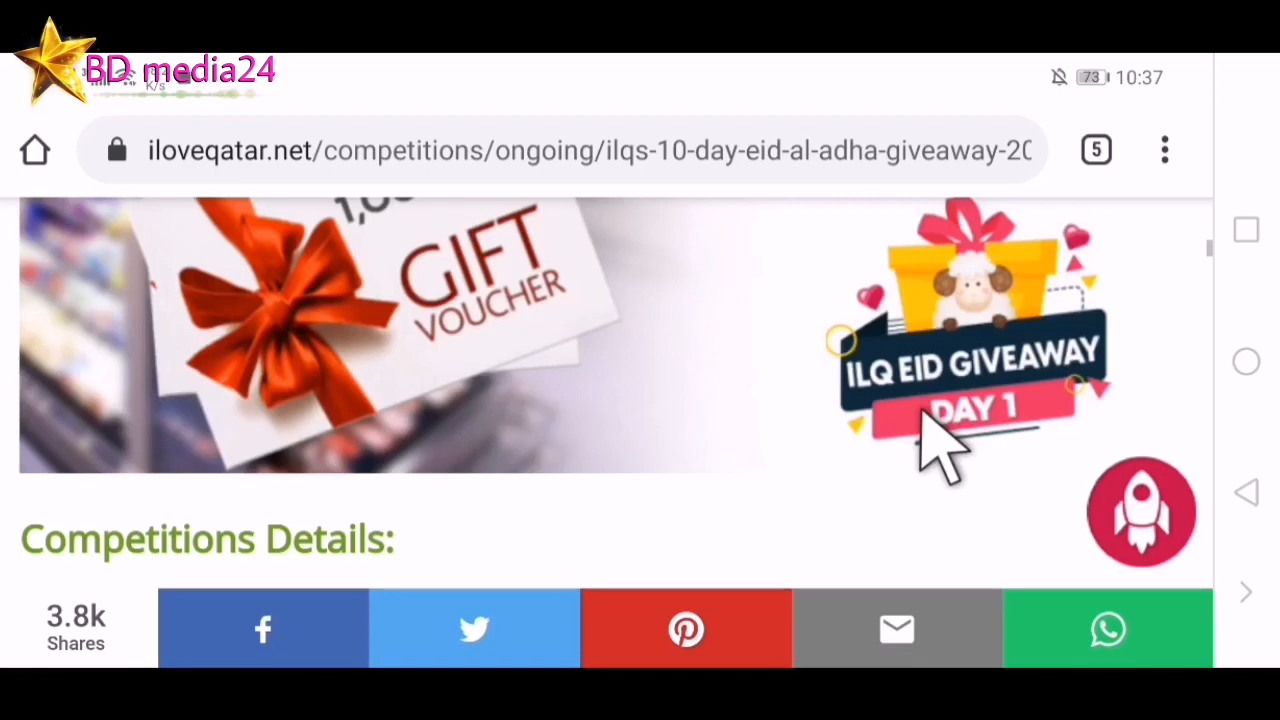 BD media24
K/s
73 10:37
iloveqatar.net/competitions/ongoing/ilqs-10-day-eid-al-adha-giveaway-20
5
GIFT
VOUCHER
ILQ EID GIVEAWAY
DAY 1
Competitions Details:
3.8k
Shares